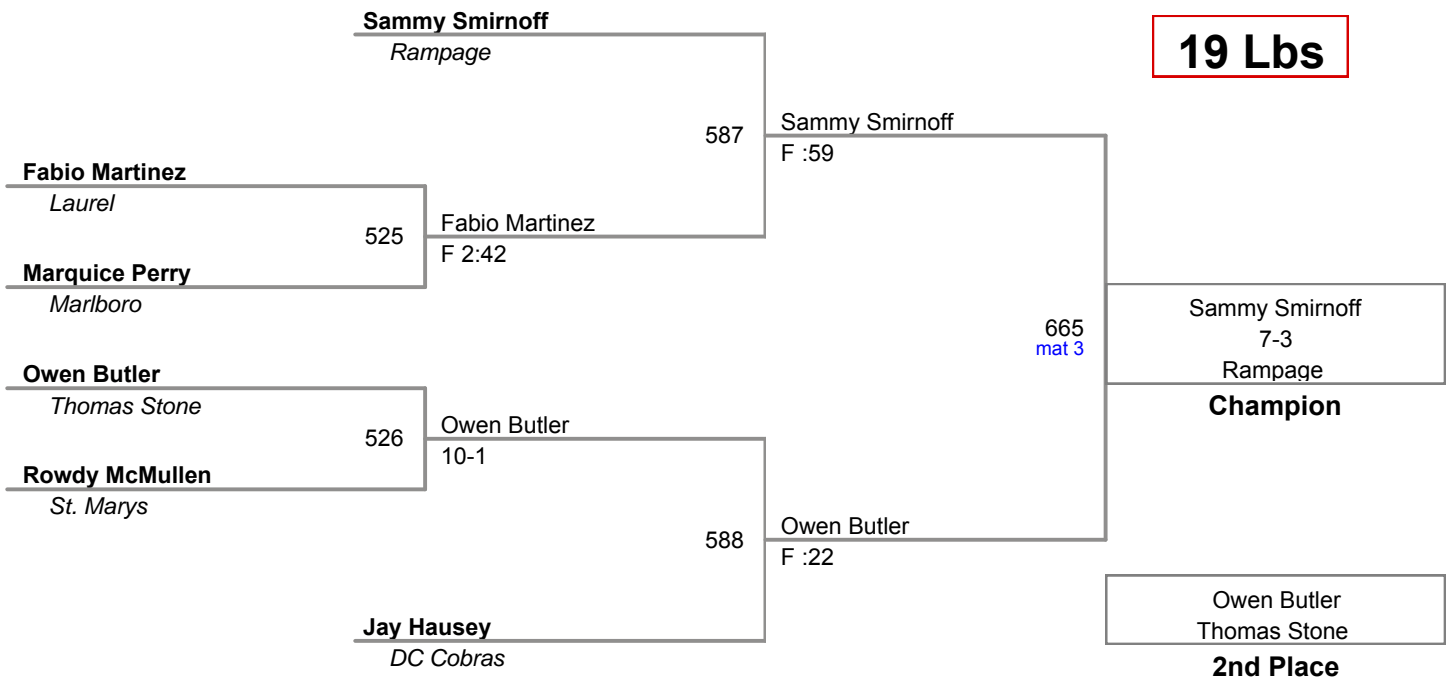 Sammy Smirnoff
Rampage
19 Lbs
587
Sammy Smirnoff
F :59
Fabio Martinez
Laurel
525
Fabio Martinez
F 2:42
Marquice Perry
Marlboro
665
mat 3
Sammy Smirnoff
7-3
Rampage
Champion
Owen Butler
Thomas Stone
526
Owen Butler
10-1
Rowdy McMullen
St. Marys
588
Owen Butler
F :22
Jay Hausey
DC Cobras
Owen Butler
Thomas Stone
2nd Place